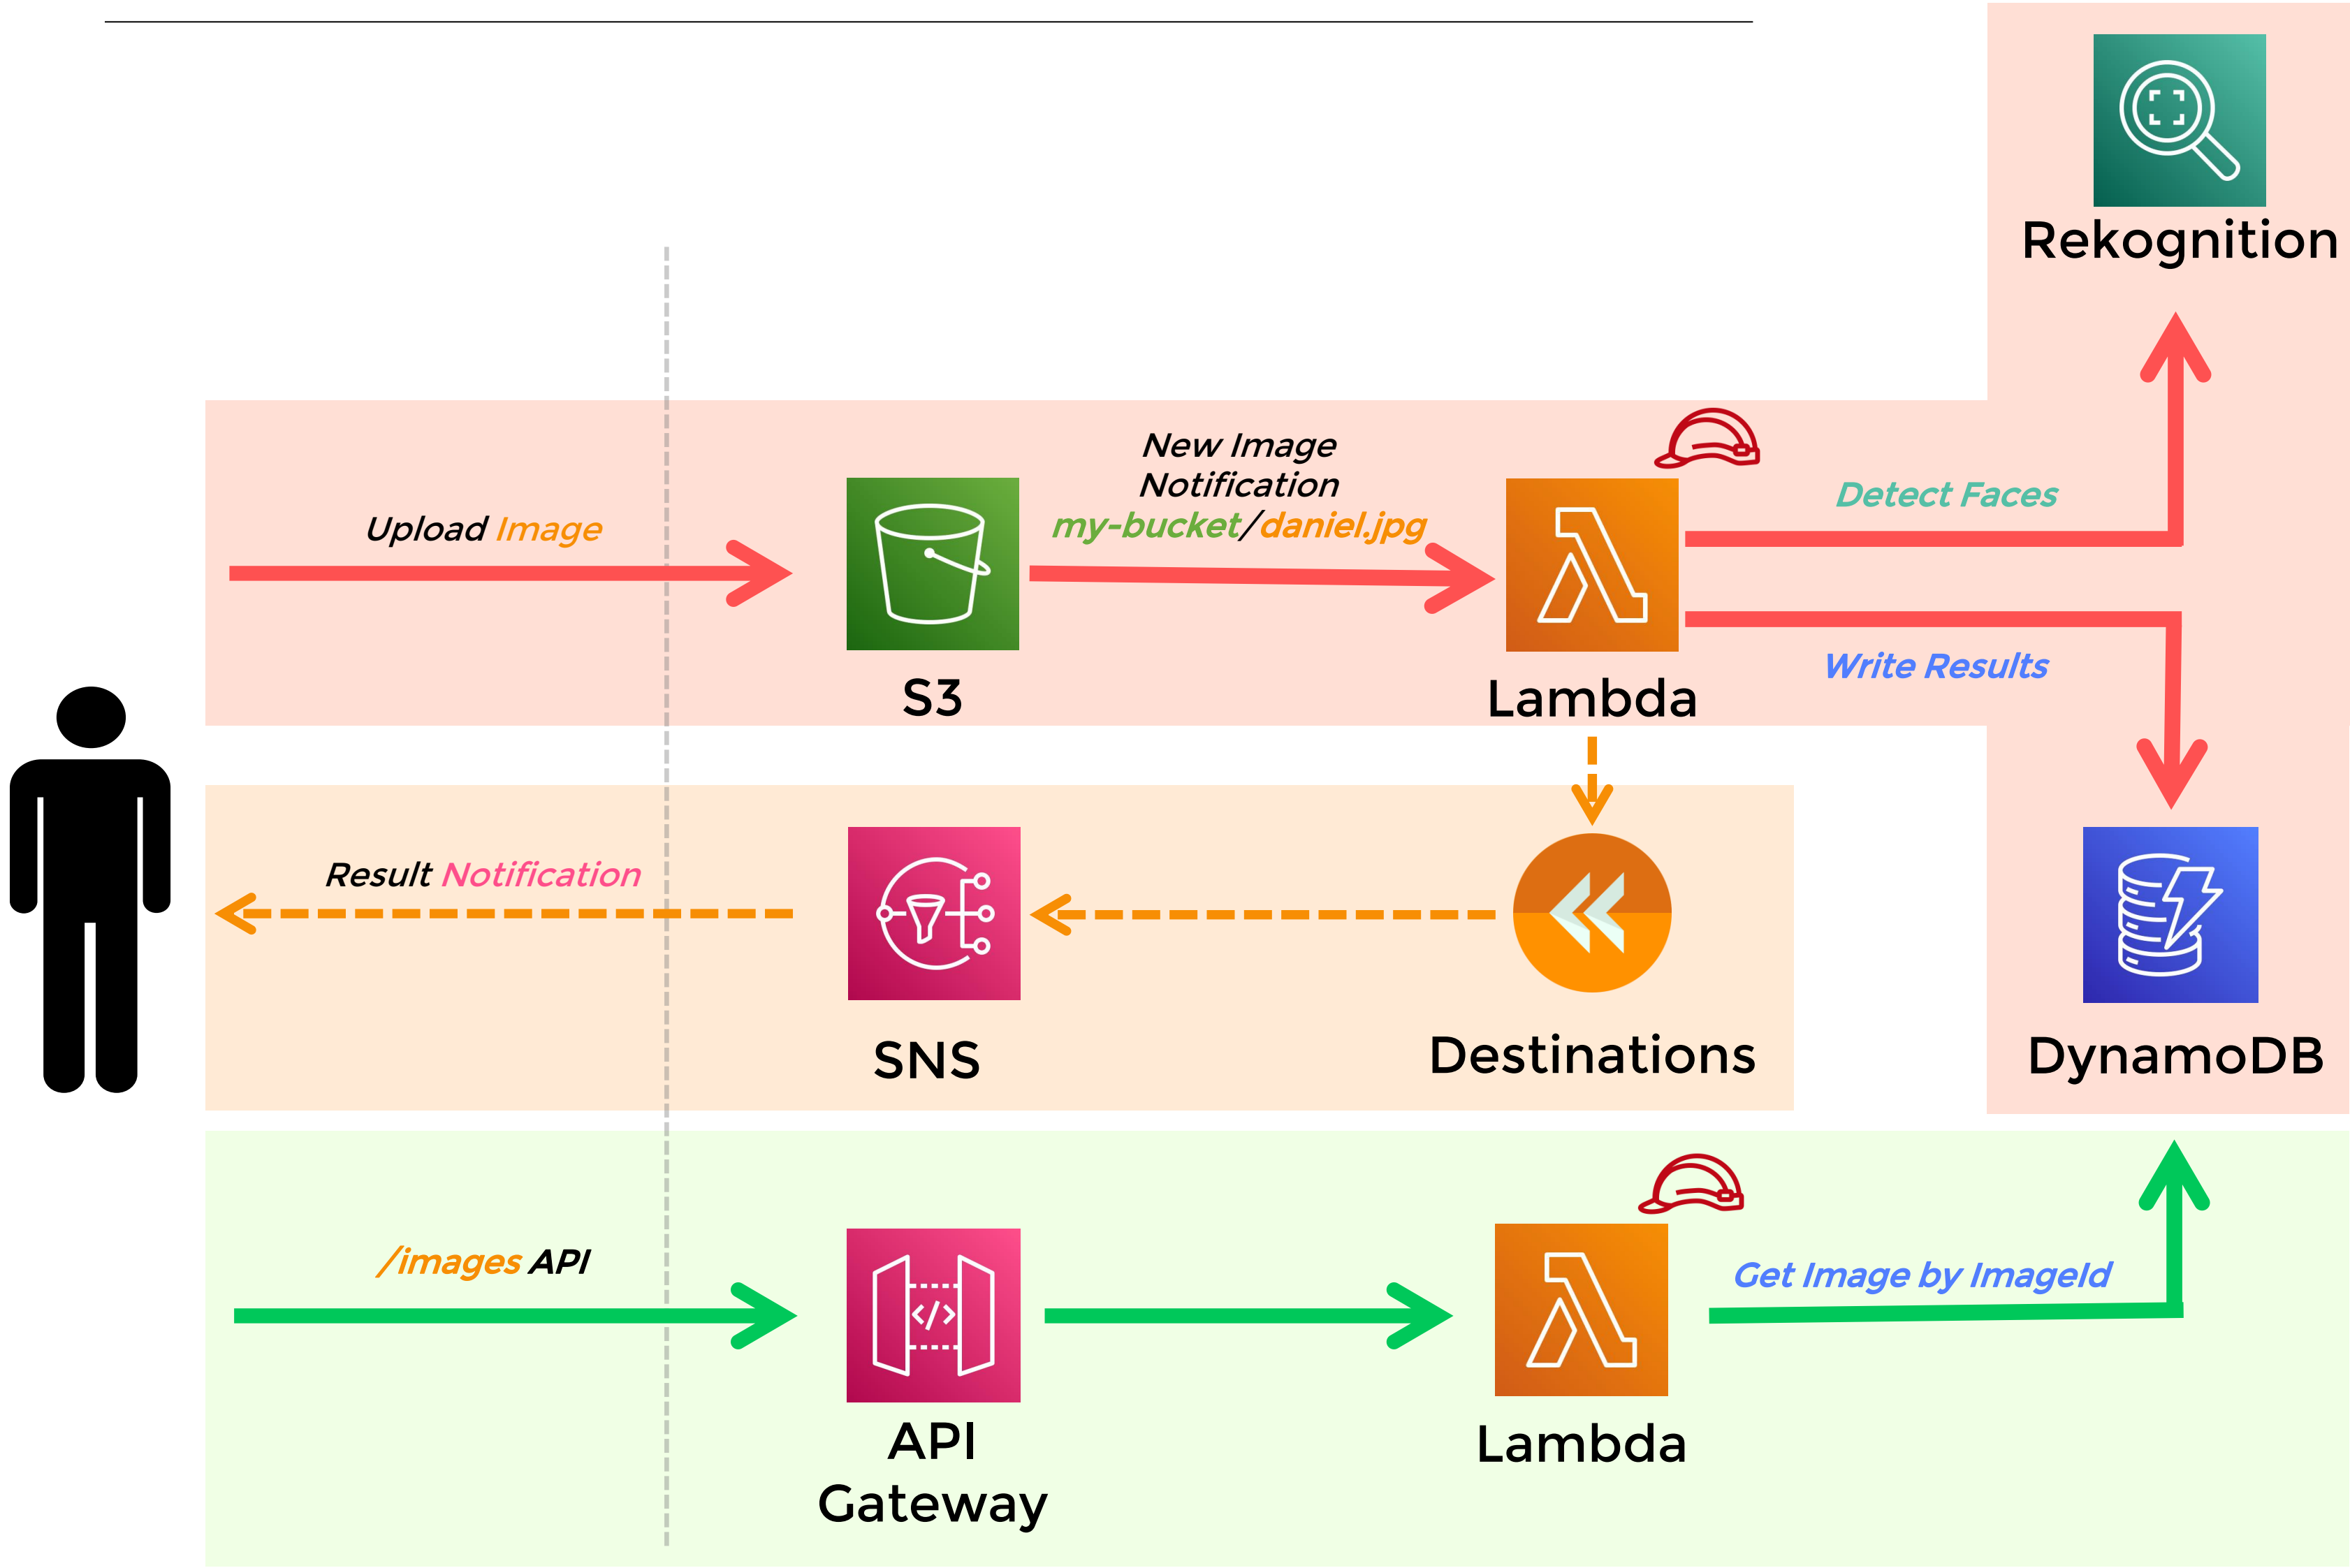 Rekognition
New Image
Notification
my-bucket/daniel.jpg
Upload Image
Detect Faces
Write Results
S3
Lambda
Result Notification
SNS
Destinations
DynamoDB
/images API
Get Image by ImageId
API
Gateway
Lambda